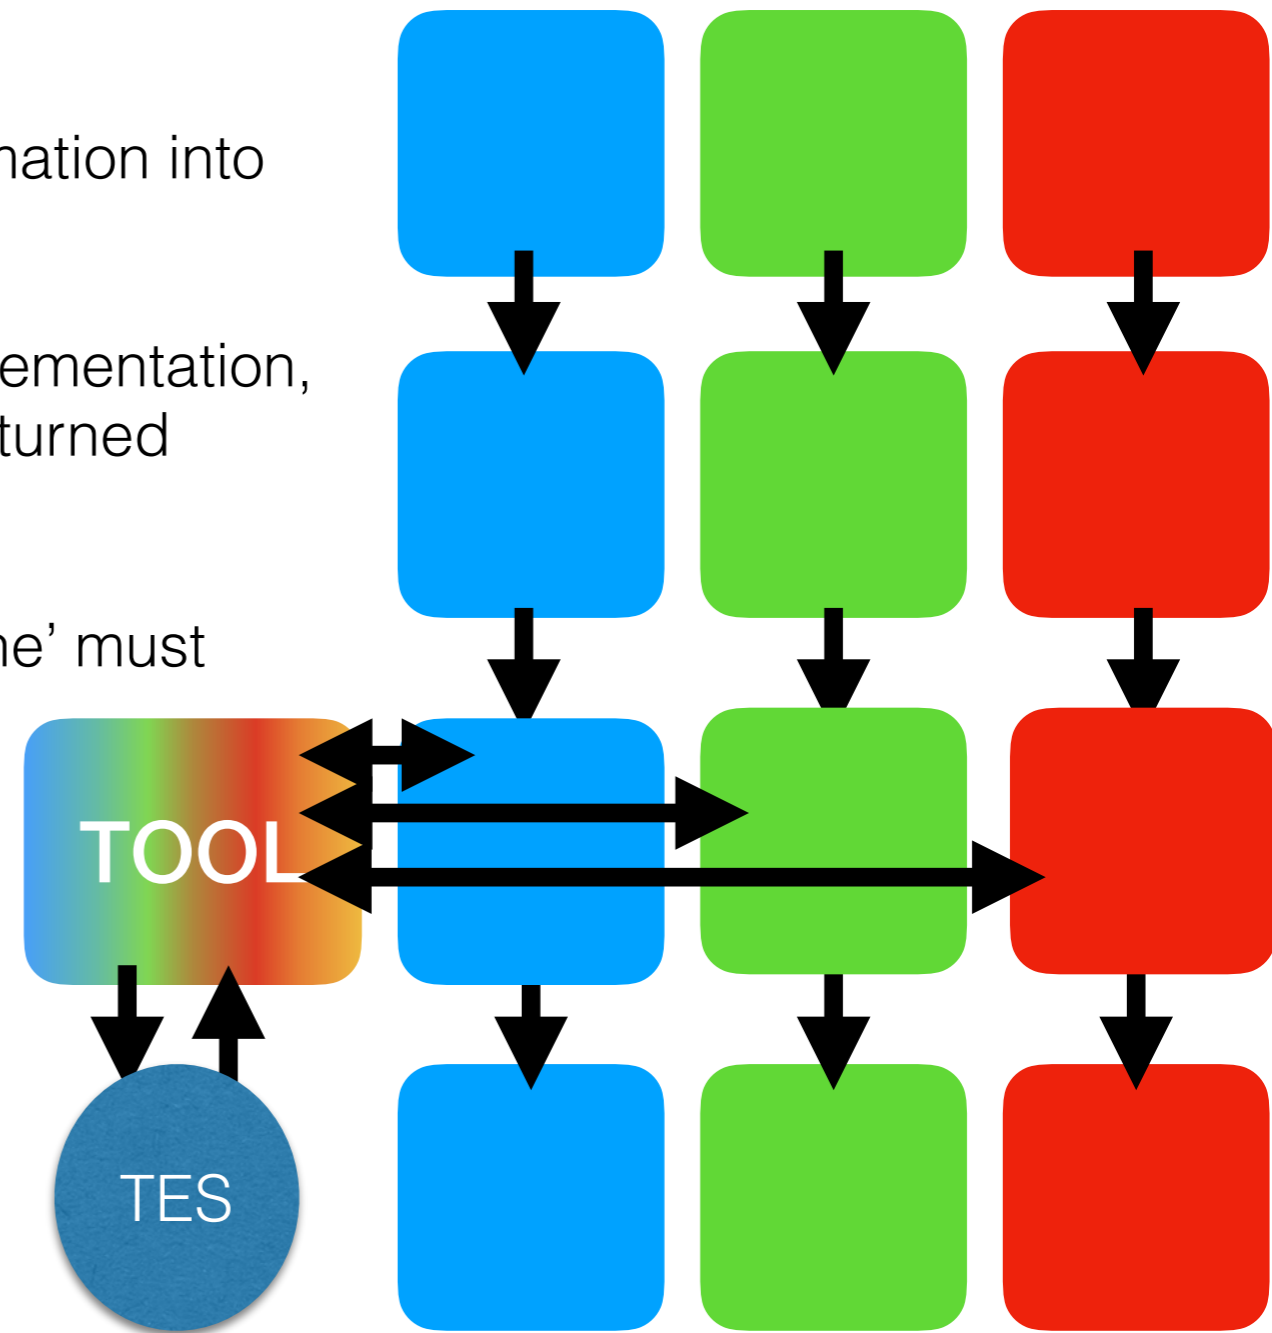 nation into
ementation,
turned
ne’ must
TOOL
TES